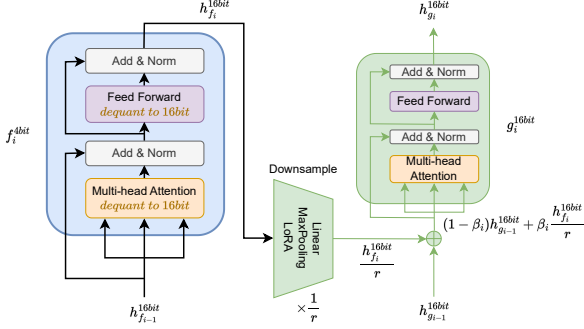 h_{f_i}^{16bit}
Add & Norm
Feed Forward
dequant to 16bit
f_i^{4bit}
Add & Norm
Multi-head Attention
dequant to 16bit
h_{f_{i-1}}^{16bit}
Downsample
Linear
MaxPooling
LoRA
× \frac{1}{r}
\frac{h_{f_i}^{16bit}}{r}
h_{g_i}^{16bit}
Add & Norm
Feed Forward
g_i^{16bit}
Add & Norm
Multi-head
Attention
(1 - β_i)h_{g_{i-1}}^{16bit} + β_i \frac{h_{f_i}^{16bit}}{r}
h_{g_{i-1}}^{16bit}